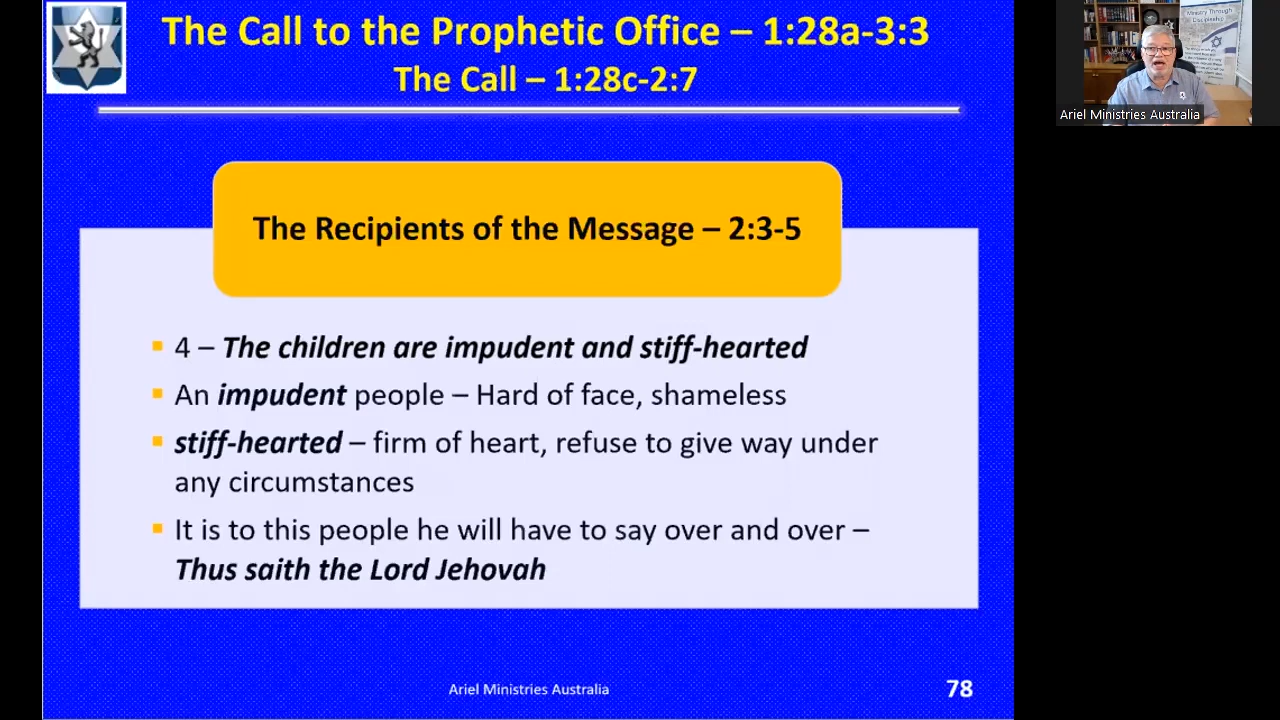 The Call to the Prophetic Office – 1:28a-3:3
The Call – 1:28c-2:7
The Recipients of the Message – 2:3-5
4 – The children are impudent and stiff-hearted
An impudent people – Hard of face, shameless
stiff-hearted – firm of heart, refuse to give way under
any circumstances
It is to this people he will have to say over and over –
Thus saith the Lord Jehovah
Ariel Ministries Australia
78
Ministry Through
Discipleship
Ariel Ministries Australia